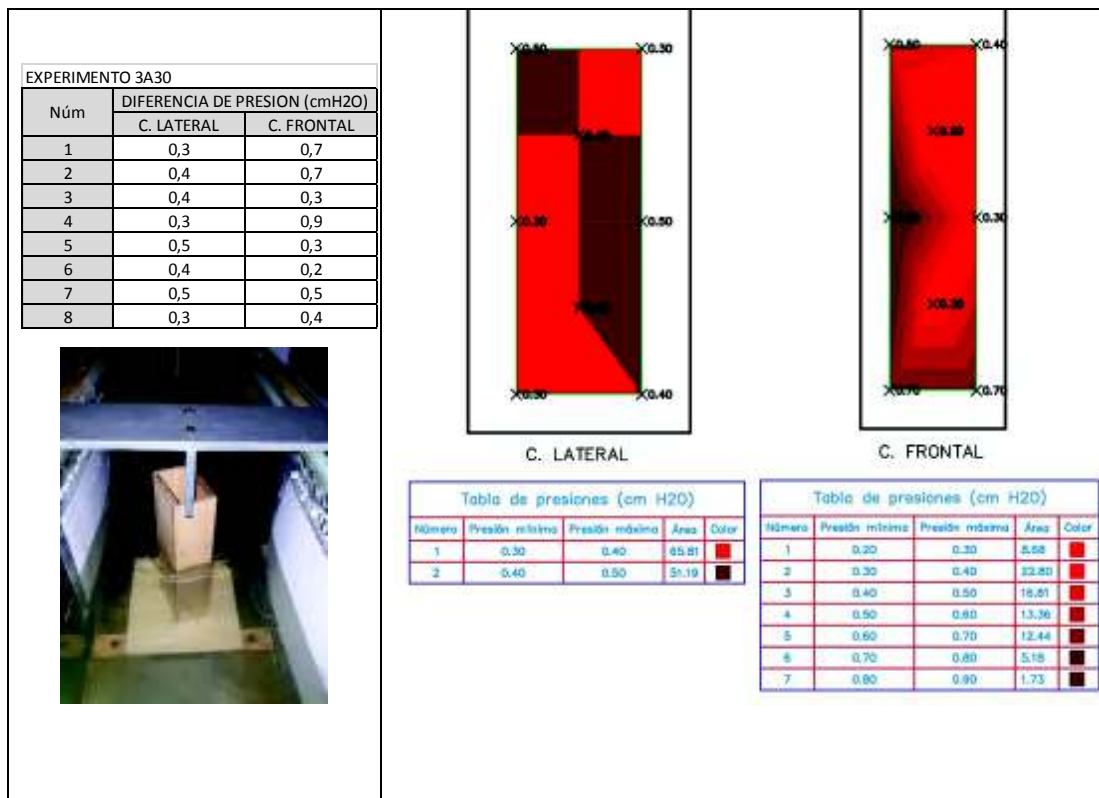 EXPERIMENTO 3A30
Núm
DIFERENCIA DE PRESION (cmH2O)
C. LATERAL C. FRONTAL
1 0,3 0,7
2 0,4 0,7
3 0,4 0,3
4 0,3 0,9
5 0,5 0,3
6 0,4 0,2
7 0,5 0,5
8 0,3 0,4
0.30
0.30 0.50
0.30 0.40
C. LATERAL
0.40
0.30
0.70 0.70
C. FRONTAL
Tabla de presiones (cm H2O)
Número Presión mínima Presión máxima Área Color
1 0.30 0.40 65.81
2 0.40 0.50 51.19
Tabla de presiones (cm H2O)
Número Presión mínima Presión máxima Área Color
1 0.20 0.30
2 0.30 0.40
3 0.40 0.50 16.81
4 0.50 0.60 13.36
5 0.60 0.70 12.44
6 0.70 0.80 5.18
7 0.80 0.90 1.73